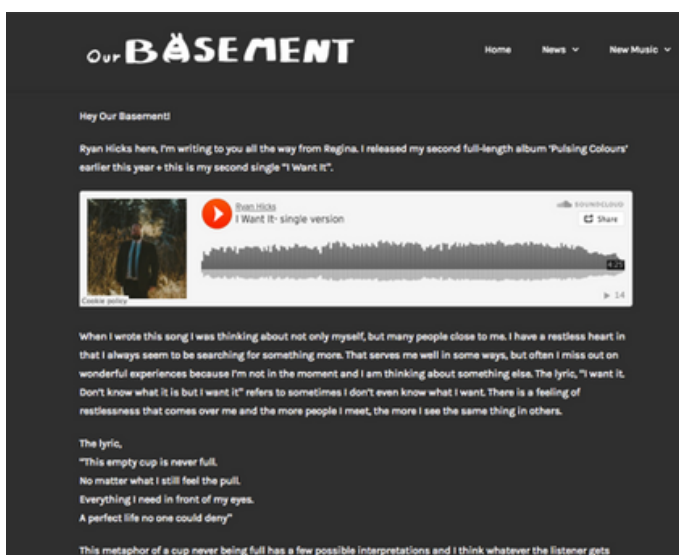 Our BASEMENT
Home News New Music
Hey Our Basement!
Ryan Hicks here, I'm writing to you all the way from Regina. I released my second full-length album 'Pulsing Colours'
earlier this year + this is my second single "I Want It".
Ryan Hicks
I Want It- single version
SOUNDCLOUD
Share
4:21
Cookie policy
14
When I wrote this song I was thinking about not only myself, but many people close to me. I have a restless heart in
that I always seem to be searching for something more. That serves me well in some ways, but often I miss out on
wonderful experiences because I'm not in the moment and I am thinking about something else. The lyric, "I want it.
Don't know what it is but I want it" refers to sometimes I don't even know what I want. There is a feeling of
restlessness that comes over me and the more people I meet, the more I see the same thing in others.
The lyric,
"This empty cup is never full.
No matter what I still feel the pull.
Everything I need in front of my eyes.
A perfect life no one could deny"
This metaphor of a cup never being full has a few possible interpretations and I think whatever the listener gets